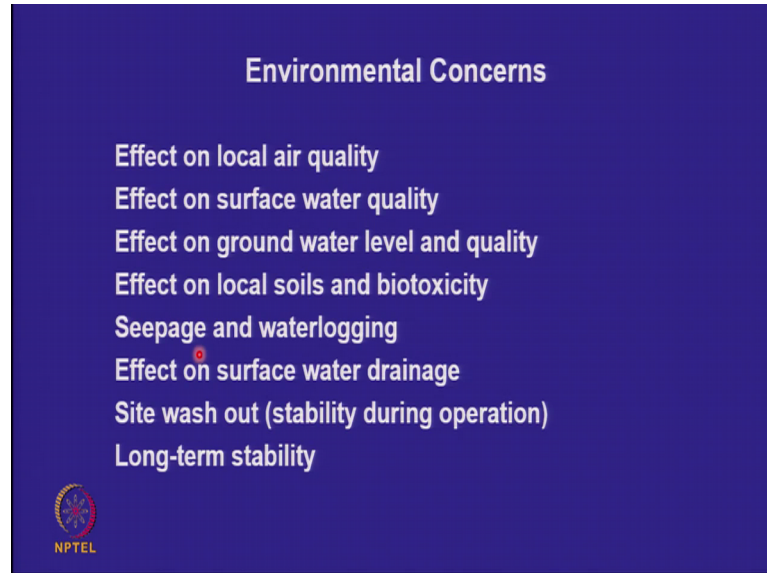 Environmental Concerns
Effect on local air quality
Effect on surface water quality
Effect on ground water level and quality
Effect on local soils and biotoxicity
Seepage and waterlogging
Effect on surface water drainage
Site wash out (stability during operation)
Long-term stability
NPTEL